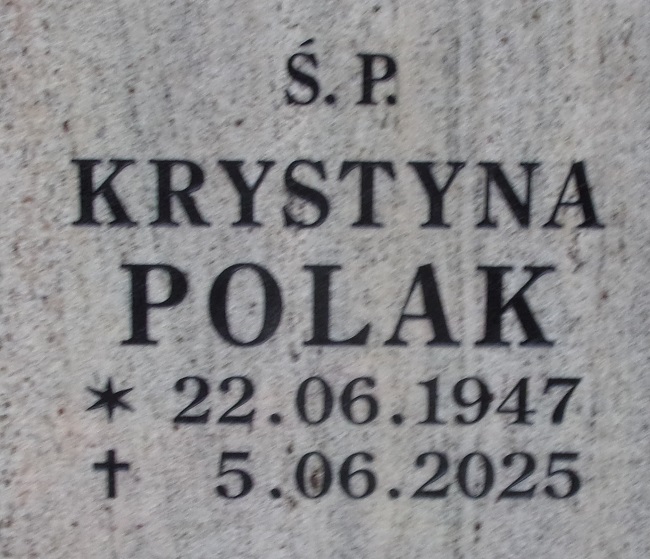 Ś. P.
KRYSTYNA
POLAK
✶ 22.06.1947
✝ 5.06.2025